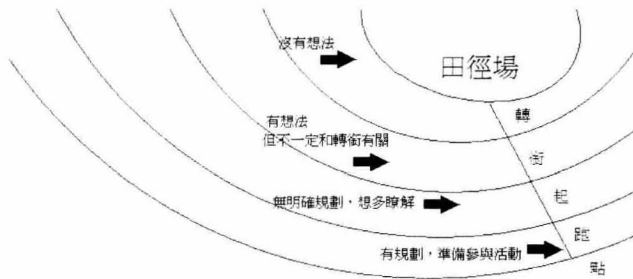 沒有想法
田徑場
有想法
但不一定和轉銜有關
無明確規劃，想多瞭解
有規劃，準備參與活動
轉
銜
起
跑
點